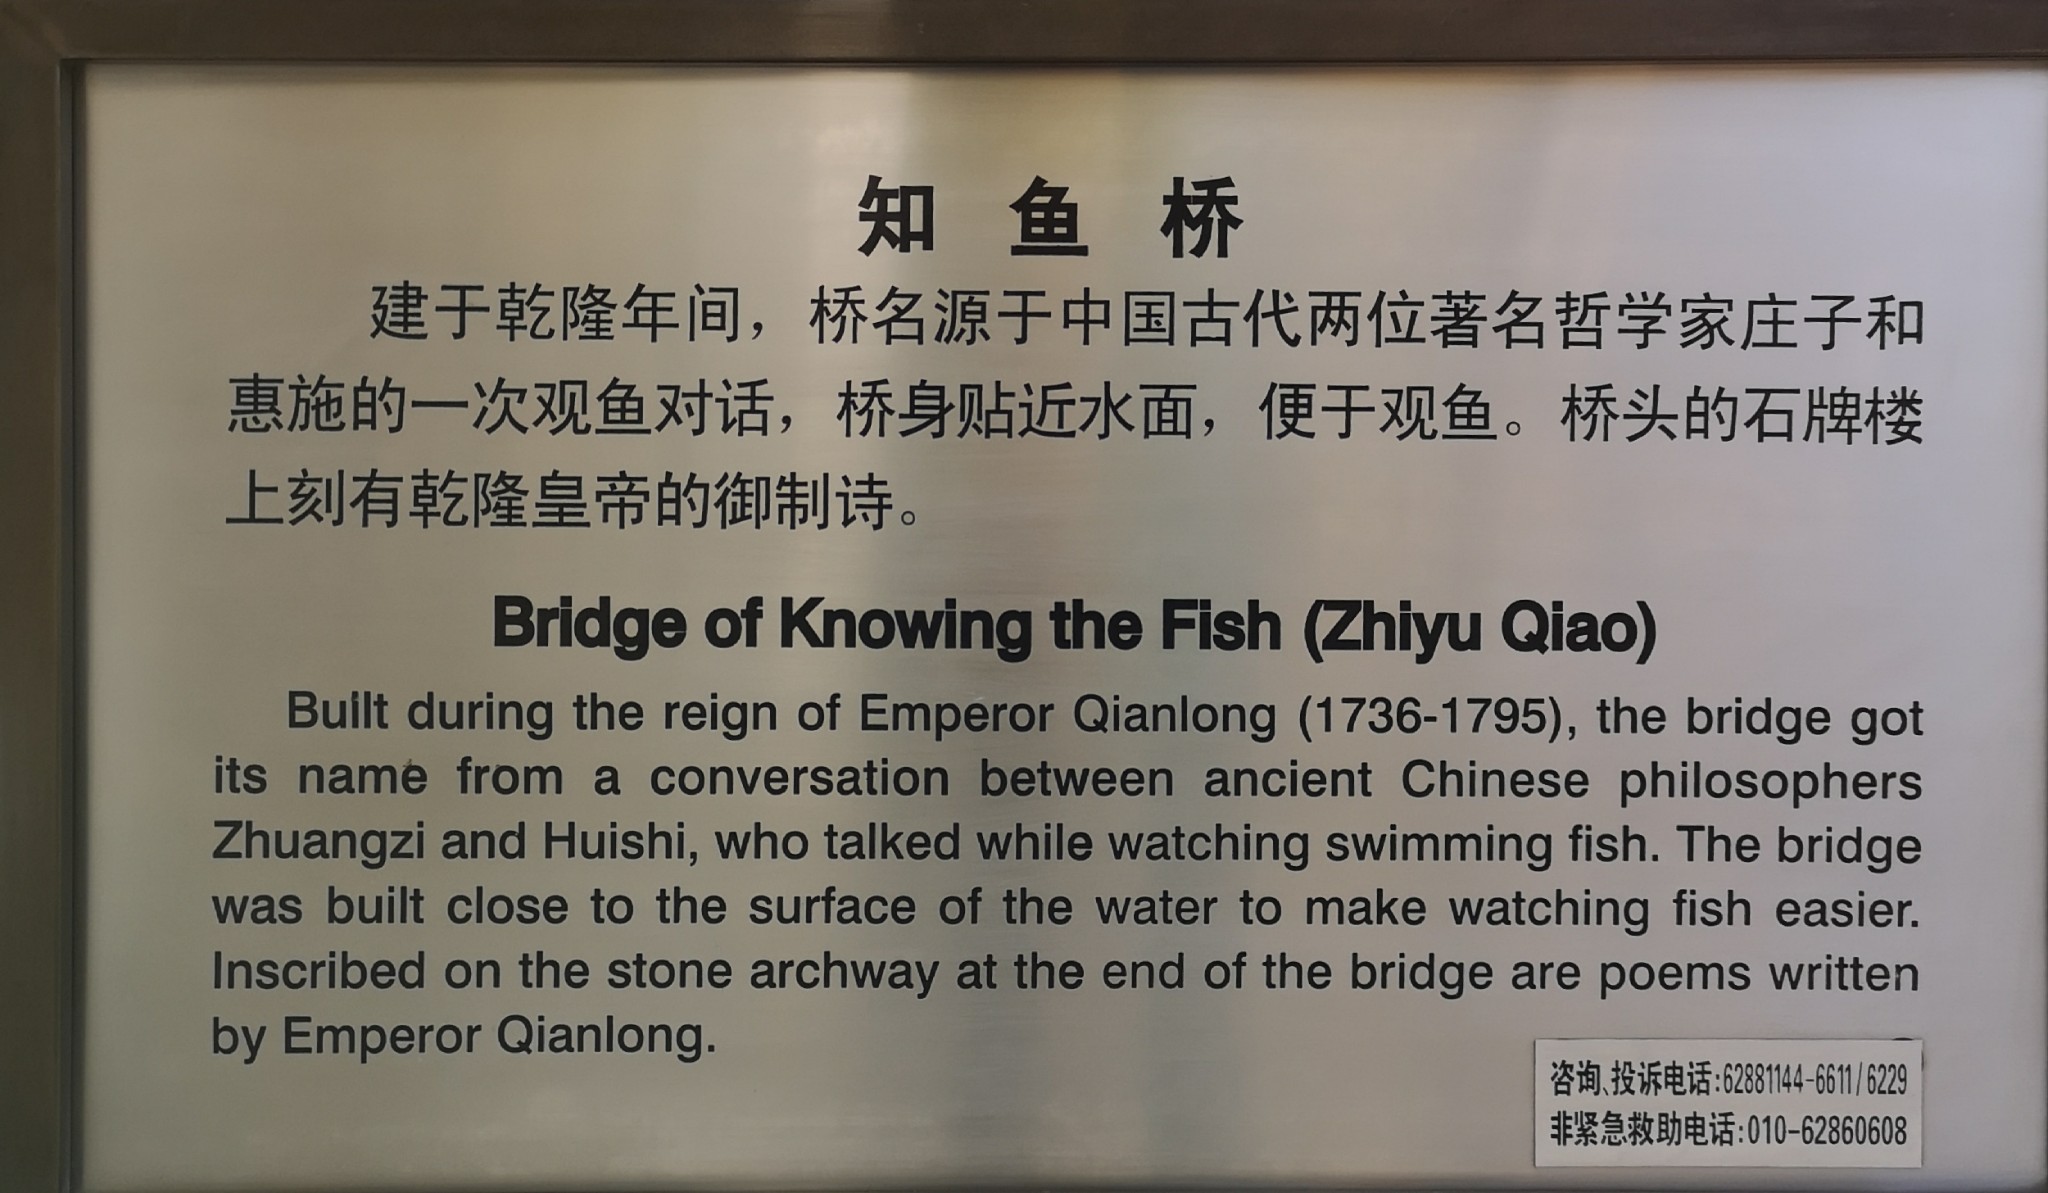 知 鱼 桥
建于乾隆年间，桥名源于中国古代两位著名哲学家庄子和
惠施的一次观鱼对话，桥身贴近水面，便于观鱼。桥头的石牌楼
上刻有乾隆皇帝的御制诗。
Bridge of Knowing the Fish (Zhiyu Qiao)
Built during the reign of Emperor Qianlong (1736-1795), the bridge got
its name from a conversation between ancient Chinese philosophers
Zhuangzi and Huishi, who talked while watching swimming fish. The bridge
was built close to the surface of the water to make watching fish easier.
Inscribed on the stone archway at the end of the bridge are poems written
by Emperor Qianlong.
咨询、投诉电话:62881144-6611/6229
非紧急救助电话:010-62860608